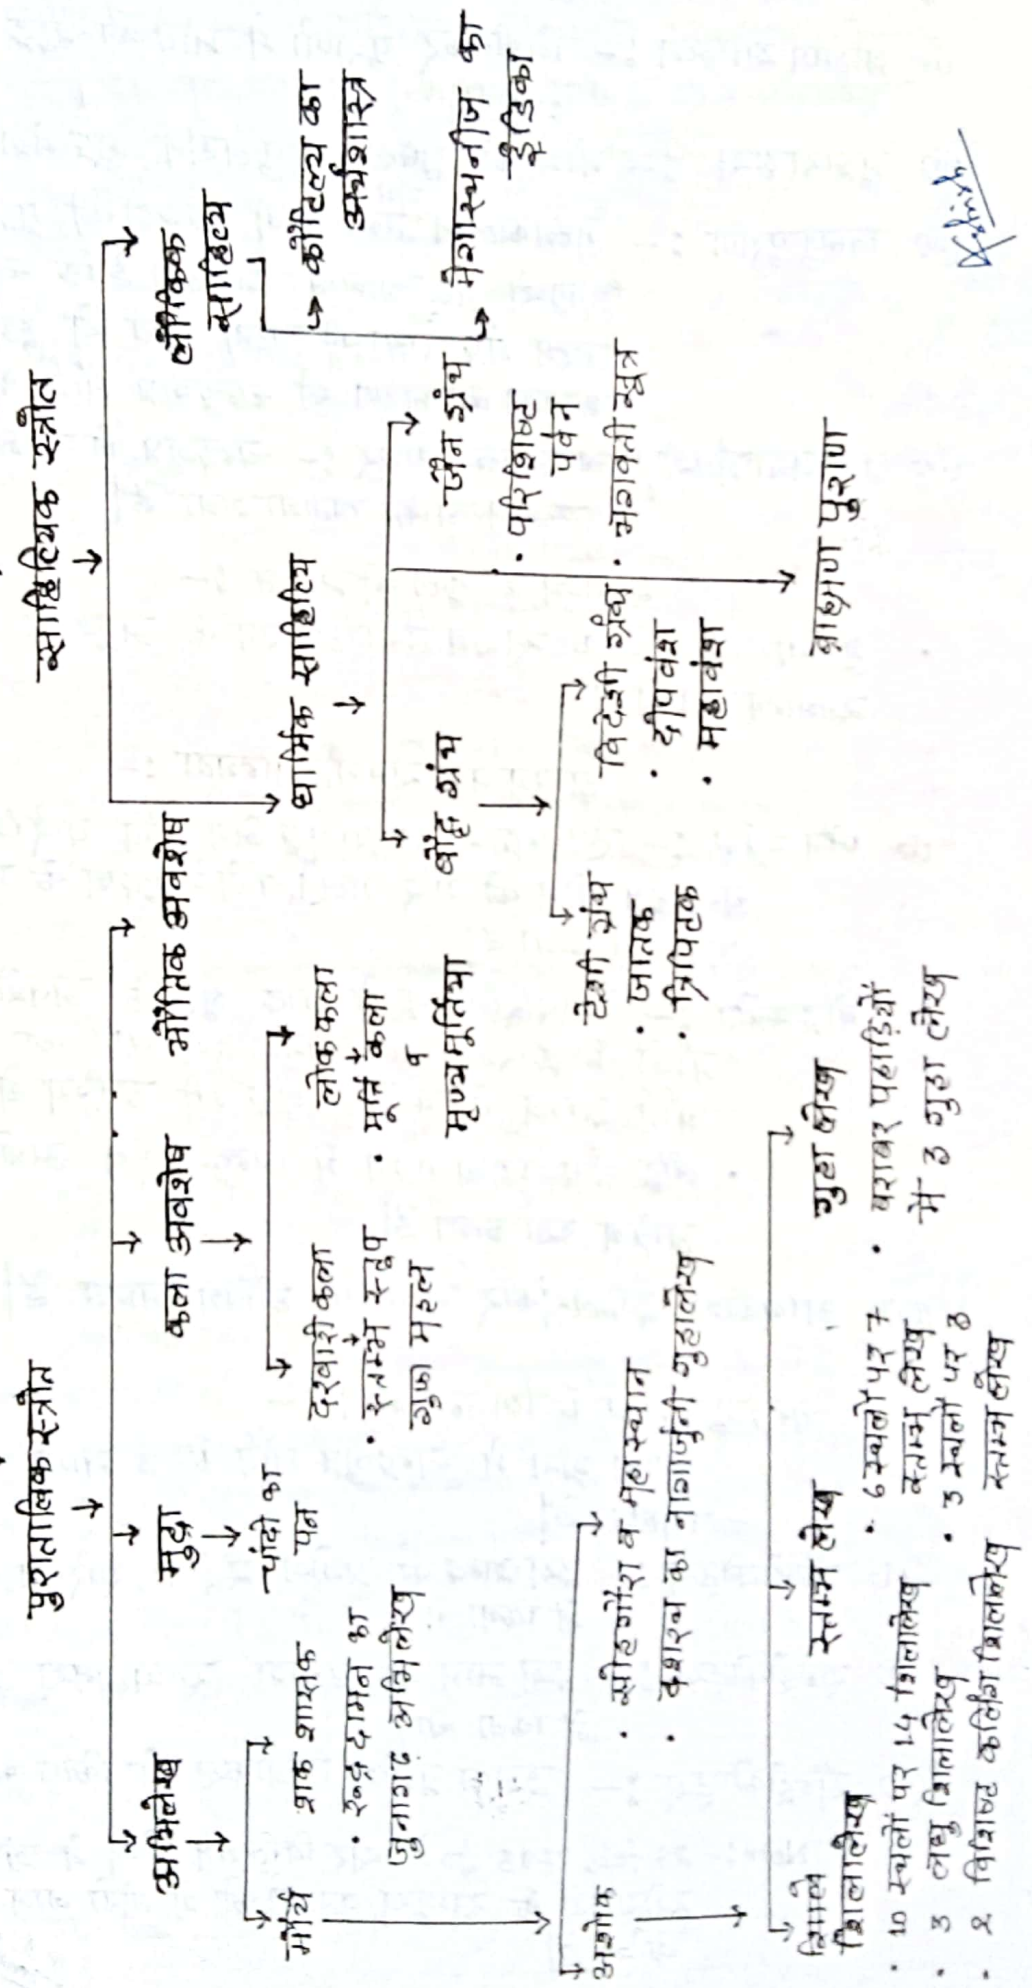 पुरातात्विक स्त्रोत
साहित्यिक स्त्रोत
अभिलेख
मुद्रा
कला अवशेष
भौतिक अवशेष
धार्मिक साहित्य
लौकिक
साहित्य
मौर्य
शक शासक
• रूद्रदामन का
जुनागढ अभिलेख
चांदी का
पन
दरबारी कला
• स्तम्भ स्तुप
गुफा महल
लोक कला
• मूर्ति कला
व
मृण्य मुर्तिया
बौद्ध ग्रंथ
जैन ग्रंथ
• परिशिष्ट
पर्वन
• भगवती सूत्र
→ कौटिल्य का
अर्थशास्त्र
→ मेगास्थनीज का
इंडिका
देशी ग्रंथ
• जातक
• त्रिपिटक
विदेशी ग्रंथ
• दीपवंश
• महावंश
ब्राह्मण पुराण
अशोक
• सोहगौरा व महास्थान
• दशरथ का नागार्जुनी गुहालेख
शिलालेख
• 10 स्थलों पर 14 शिलालेख
• 3 लघु शिलालेख
• 2 विशिष्ट कलिंग शिलालेख
स्तम्भ लेख
• 6 स्थलों पर 7
स्तम्भ लेख
• 3 स्थलों पर 8
स्तम्भ लेख
गुहा लेख
• बराबर पहाड़ियों
में 3 गुहा लेख